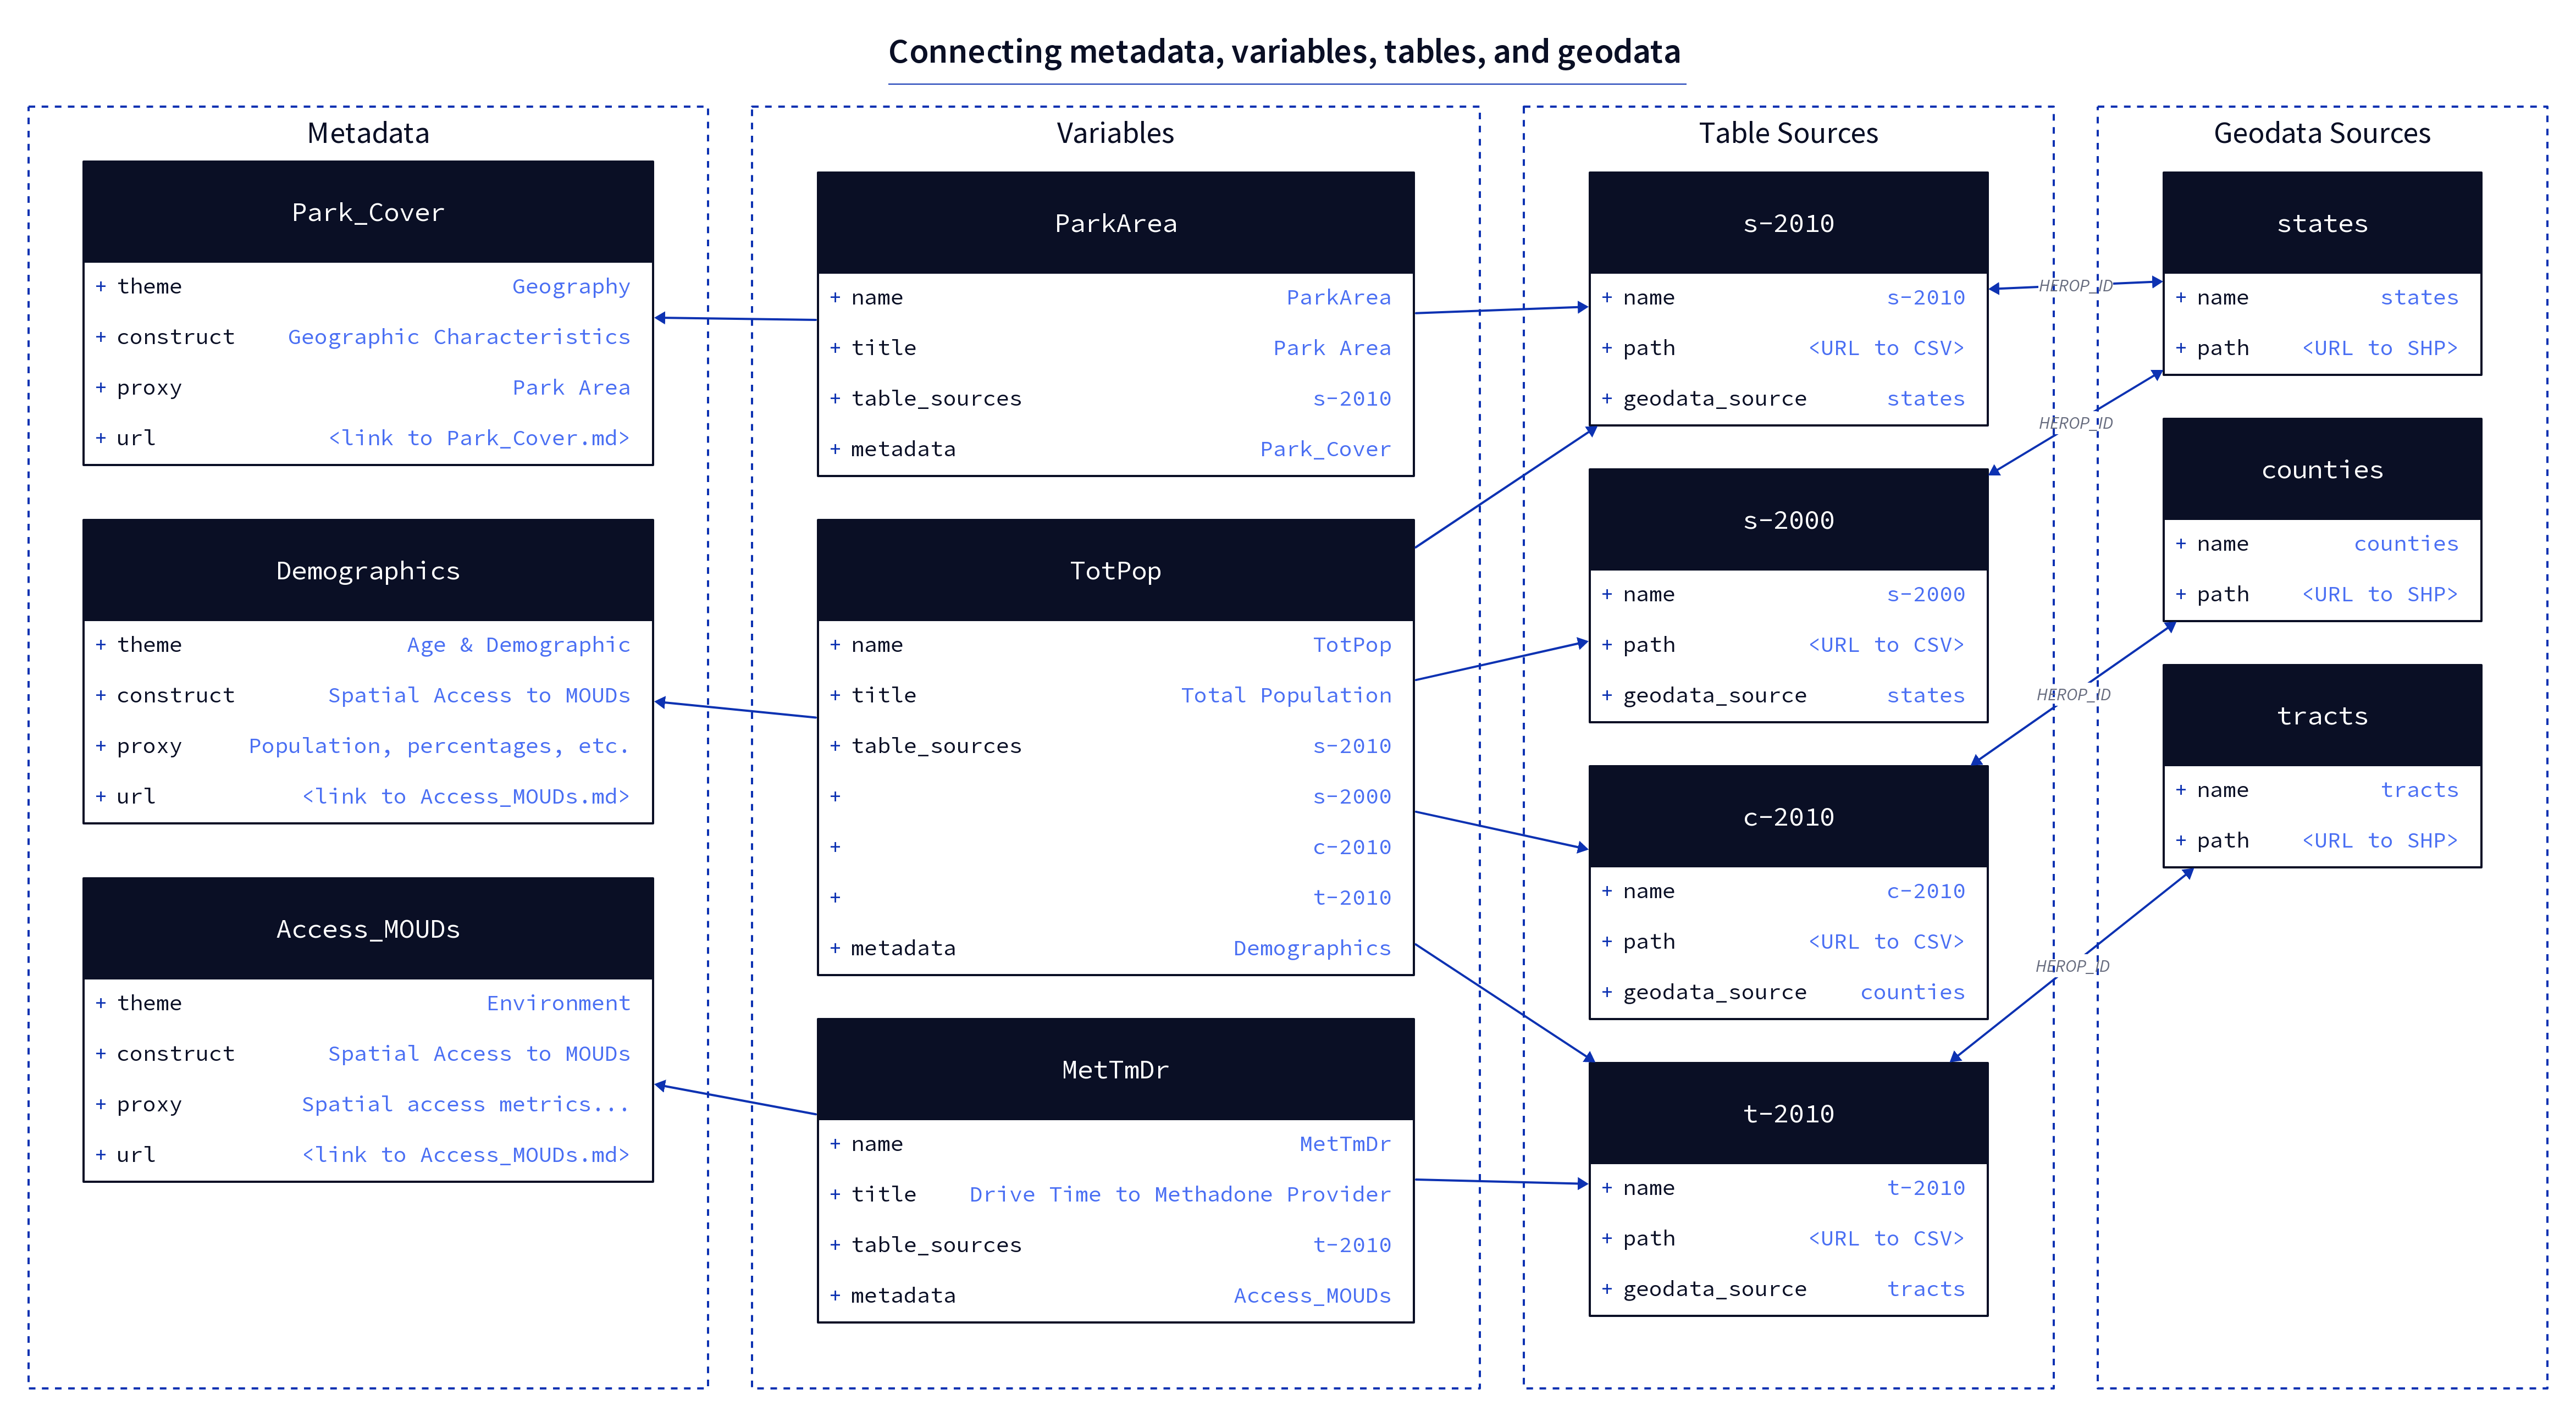 Connecting metadata, variables, tables, and geodata
Metadata
Park_Cover
+ theme Geography
+ construct Geographic Characteristics
+ proxy Park Area
+ url <link to Park_Cover.md>
Demographics
+ theme Age & Demographic
+ construct Spatial Access to MOUDs
+ proxy Population, percentages, etc.
+ url <link to Access_MOUDs.md>
Access_MOUDs
+ theme Environment
+ construct Spatial Access to MOUDs
+ proxy Spatial access metrics...
+ url <link to Access_MOUDs.md>
Variables
ParkArea
+ name ParkArea
+ title Park Area
+ table_sources s-2010
+ metadata Park_Cover
TotPop
+ name TotPop
+ title Total Population
+ table_sources s-2010
+ s-2000
+ c-2010
+ t-2010
+ metadata Demographics
MetTmDr
+ name MetTmDr
+ title Drive Time to Methadone Provider
+ table_sources t-2010
+ metadata Access_MOUDs
Table Sources
s-2010
+ name s-2010
+ path <URL to CSV>
+ geodata_source states
s-2000
+ name s-2000
+ path <URL to CSV>
+ geodata_source states
c-2010
+ name c-2010
+ path <URL to CSV>
+ geodata_source counties
t-2010
+ name t-2010
+ path <URL to CSV>
+ geodata_source tracts
HEROP_ID
HEROP_ID
HEROP_ID
HEROP_ID
Geodata Sources
states
+ name states
+ path <URL to SHP>
counties
+ name counties
+ path <URL to SHP>
tracts
+ name tracts
+ path <URL to SHP>